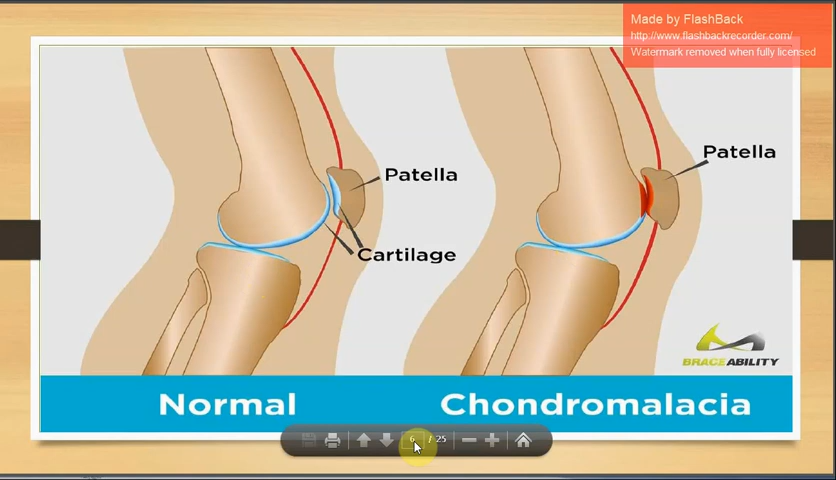 Made by FlashBack
http://www.flashbackrecorder.com/
Watermark removed when fully licensed
Patella
Cartilage
Patella
BRACEABILITY
Normal
Chondromalacia
6 / 25